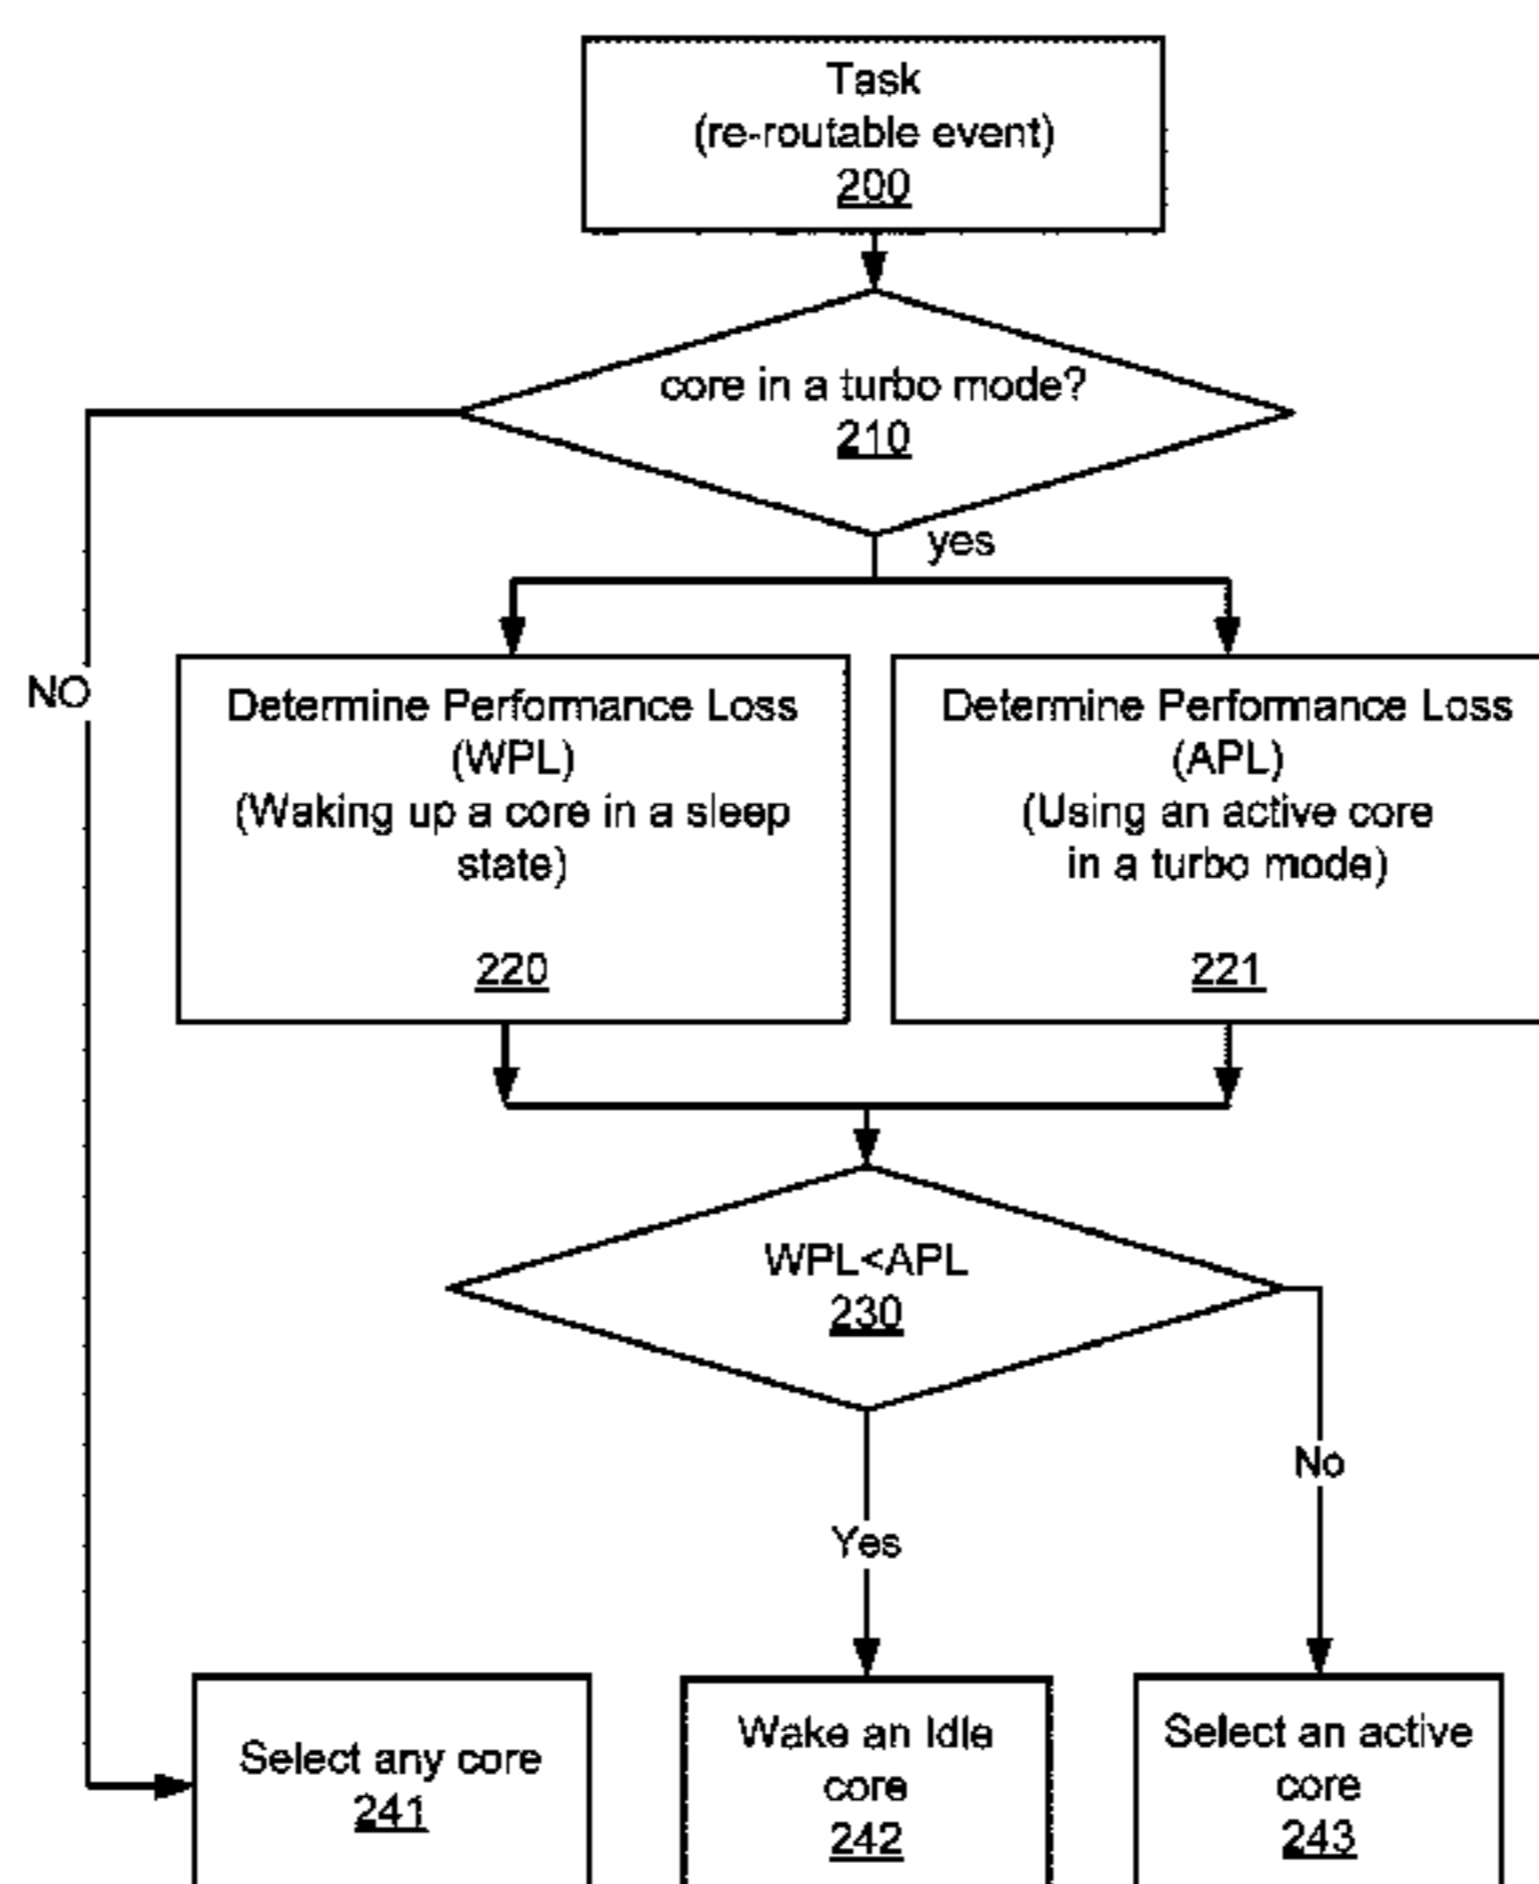 Task
(re-routable event)
200
core in a turbo mode?
210
yes
NO
Determine Performance Loss
(WPL)
(Waking up a core in a sleep
state)
220
Determine Performance Loss
(APL)
(Using an active core
in a turbo mode)
221
WPL<APL
230
No
Yes
Select any core
241
Wake an Idle
core
242
Select an active
core
243